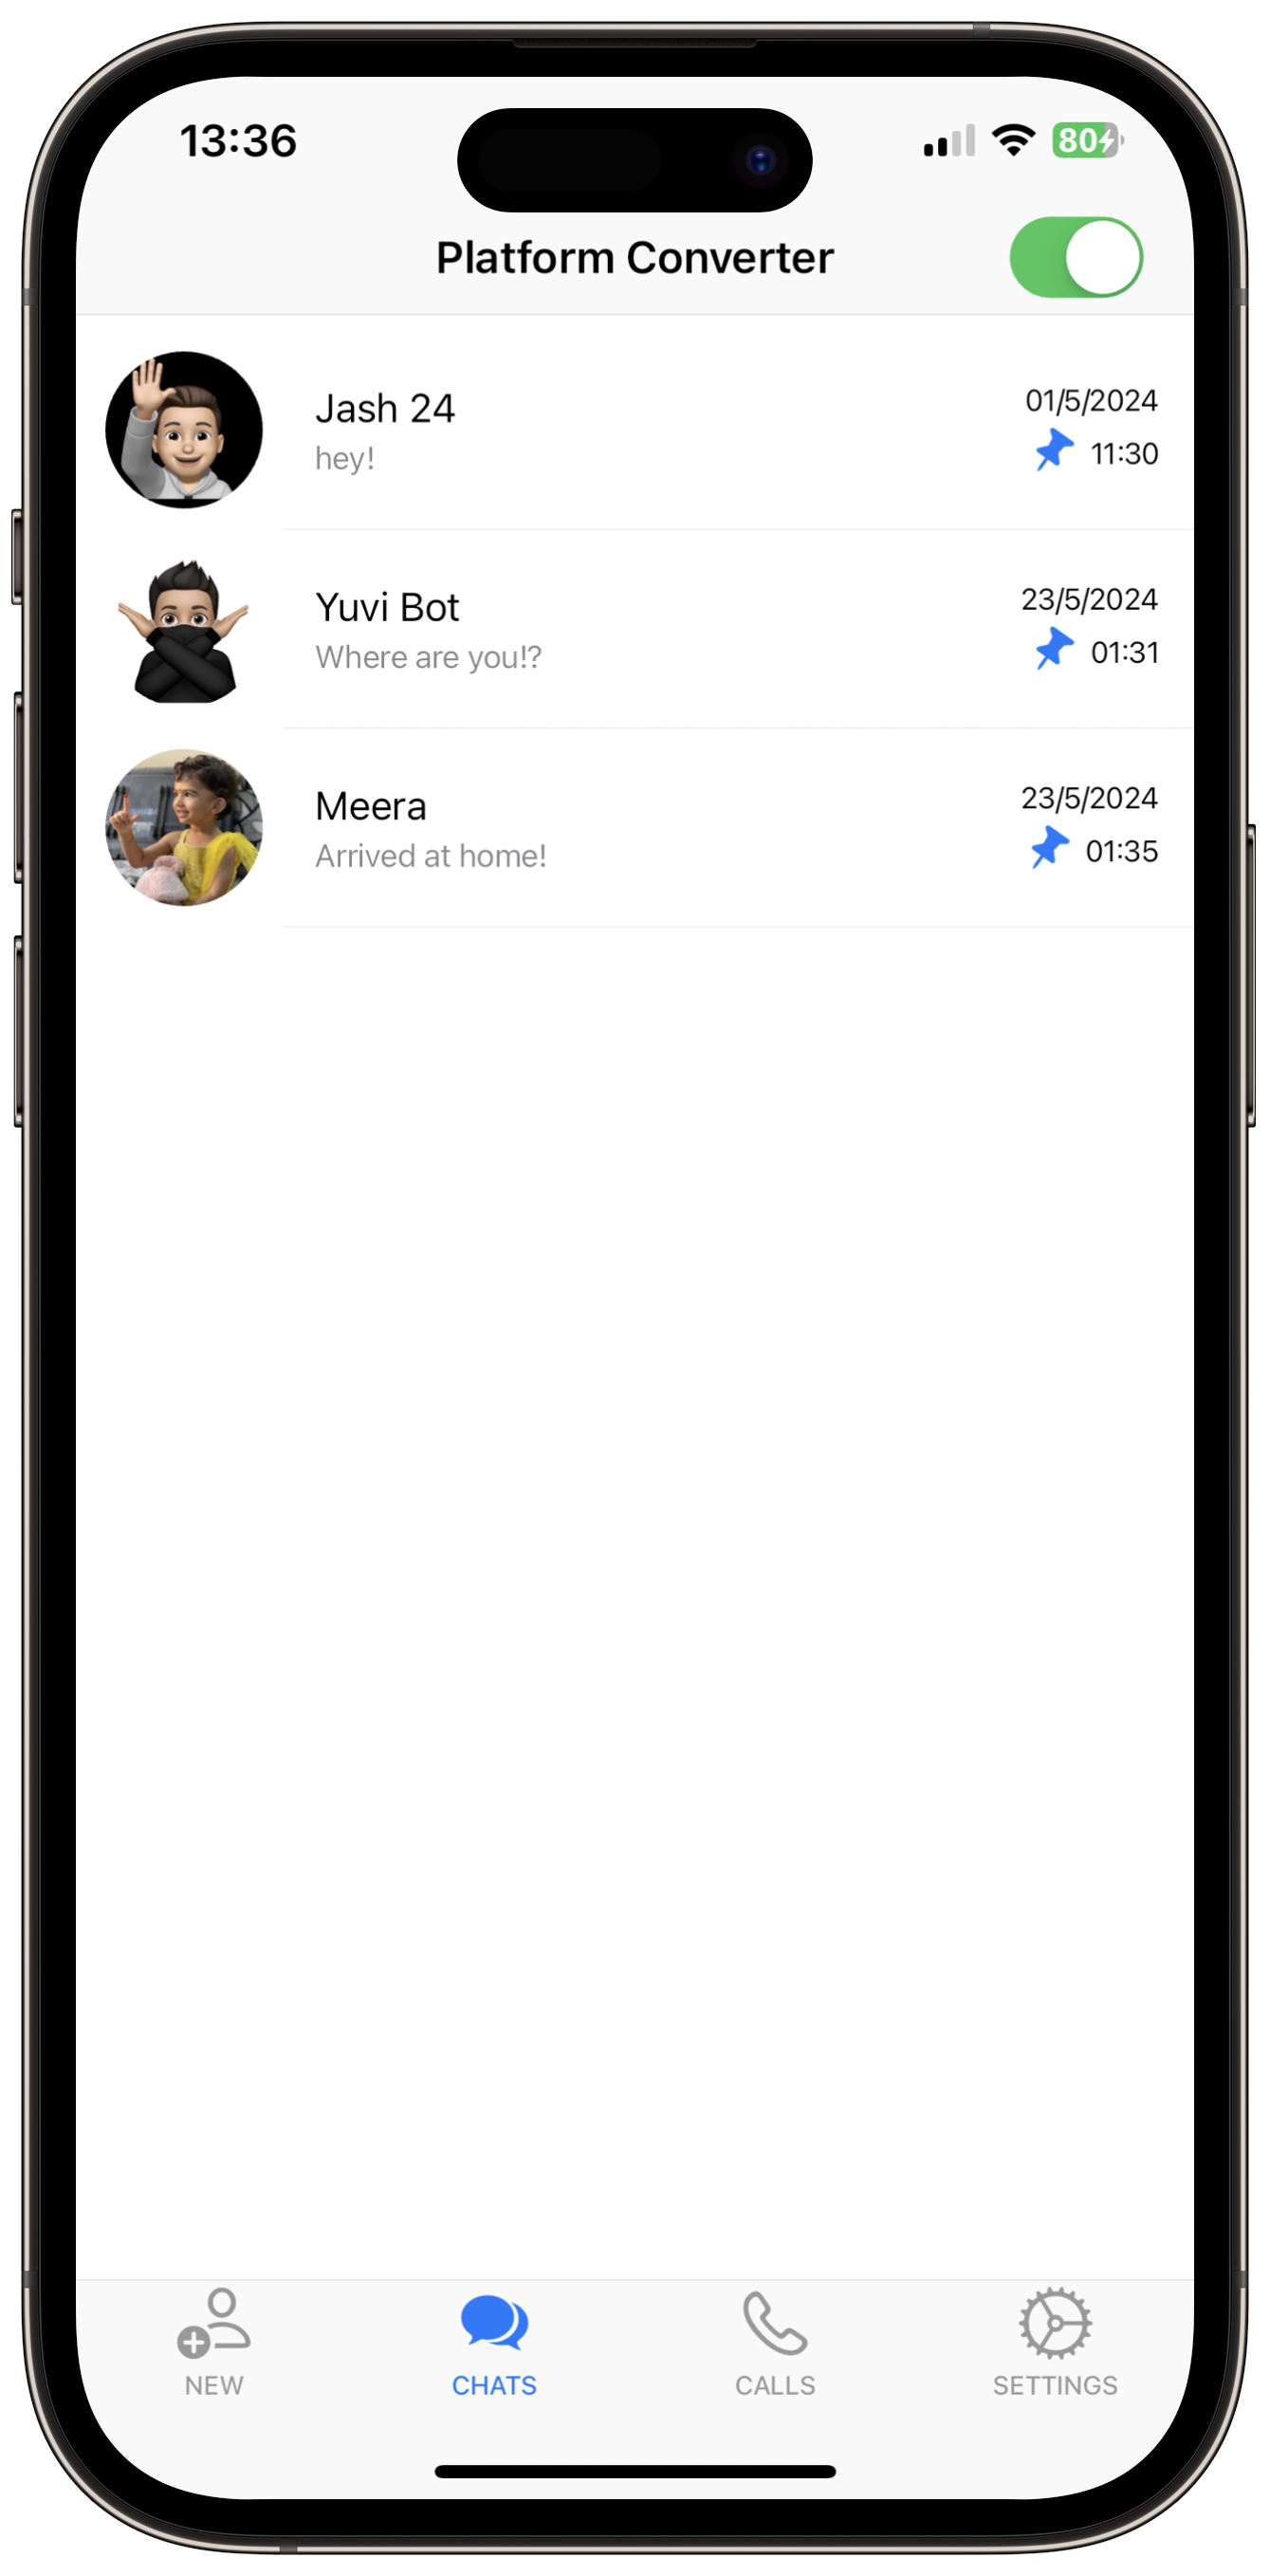 13:36
80
Platform Converter
Jash 24
01/5/2024
hey!
11:30
Yuvi Bot
23/5/2024
Where are you!?
01:31
Meera
23/5/2024
Arrived at home!
01:35
NEW CHATS CALLS SETTINGS